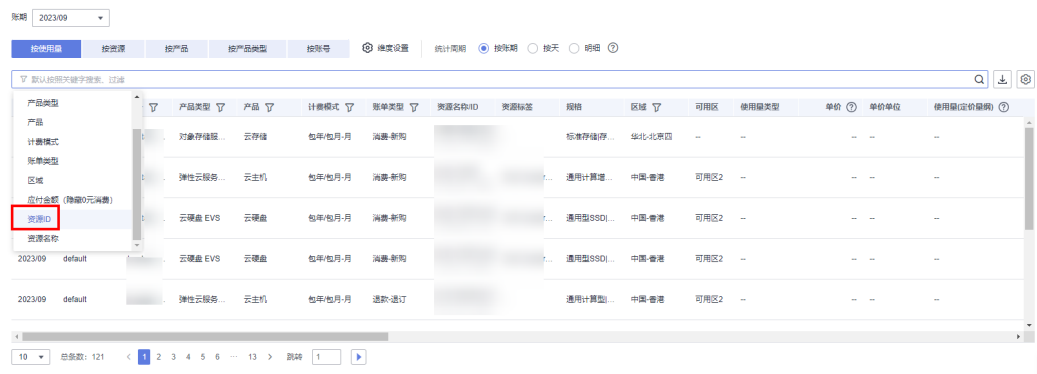 账期 2023/09
按使用量 按资源 按产品 按产品类型 按账号 维度设置 统计周期 按账期 按天 明细
默认按照关键字搜索、过滤
产品类型 产品 计费模式 账单类型 资源名称/ID 资源标签 规格 区域 可用区 使用量类型 单价 单价单位 使用量(定价量纲)
产品类型
产品
计费模式
账单类型
区域
应付金额（隐藏0元消费）
资源ID
资源名称
对象存储服... 云存储 包年/包月-月 消费-新购 标准存储|存... 华北-北京四 -- -- -- --
弹性云服务... 云主机 包年/包月-月 消费-新购 通用计算增... 中国-香港 可用区2 -- -- -- --
云硬盘 EVS 云硬盘 包年/包月-月 消费-新购 通用型SSD|... 中国-香港 可用区2 -- -- -- --
2023/09 default 云硬盘 EVS 云硬盘 包年/包月-月 消费-新购 通用型SSD|... 中国-香港 可用区2 -- -- -- --
2023/09 default 弹性云服务... 云主机 包年/包月-月 退款-退订 通用计算型|... 中国-香港 可用区2 -- -- -- --
10 总条数: 121 < 1 2 3 4 5 6 ... 13 > 跳转 1